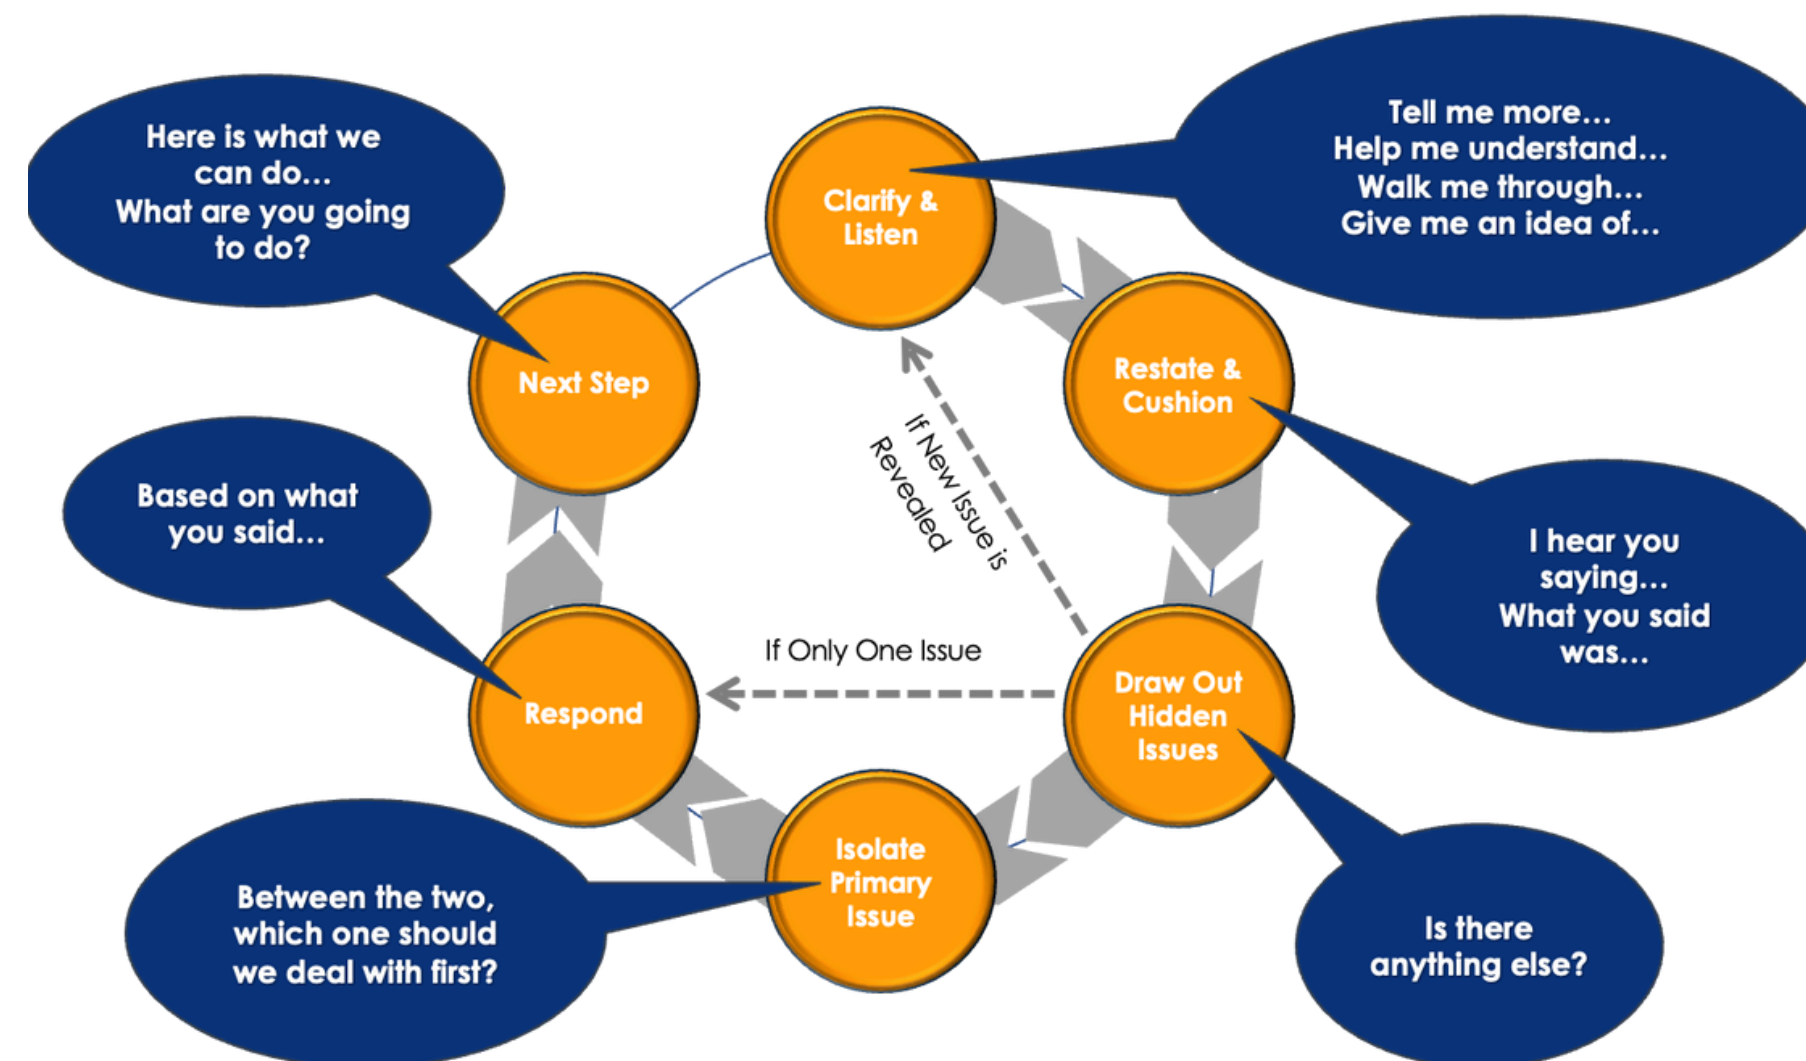 Here is what we
can do...
What are you going
to do?
Clarify &
Listen
Tell me more...
Help me understand...
Walk me through...
Give me an idea of...
Next Step
Restate &
Cushion
If New Issue is
Revealed
Based on what
you said...
I hear you
saying...
What you said
was...
If Only One Issue
Respond
Draw Out
Hidden
Issues
Isolate
Primary
Issue
Between the two,
which one should
we deal with first?
Is there
anything else?